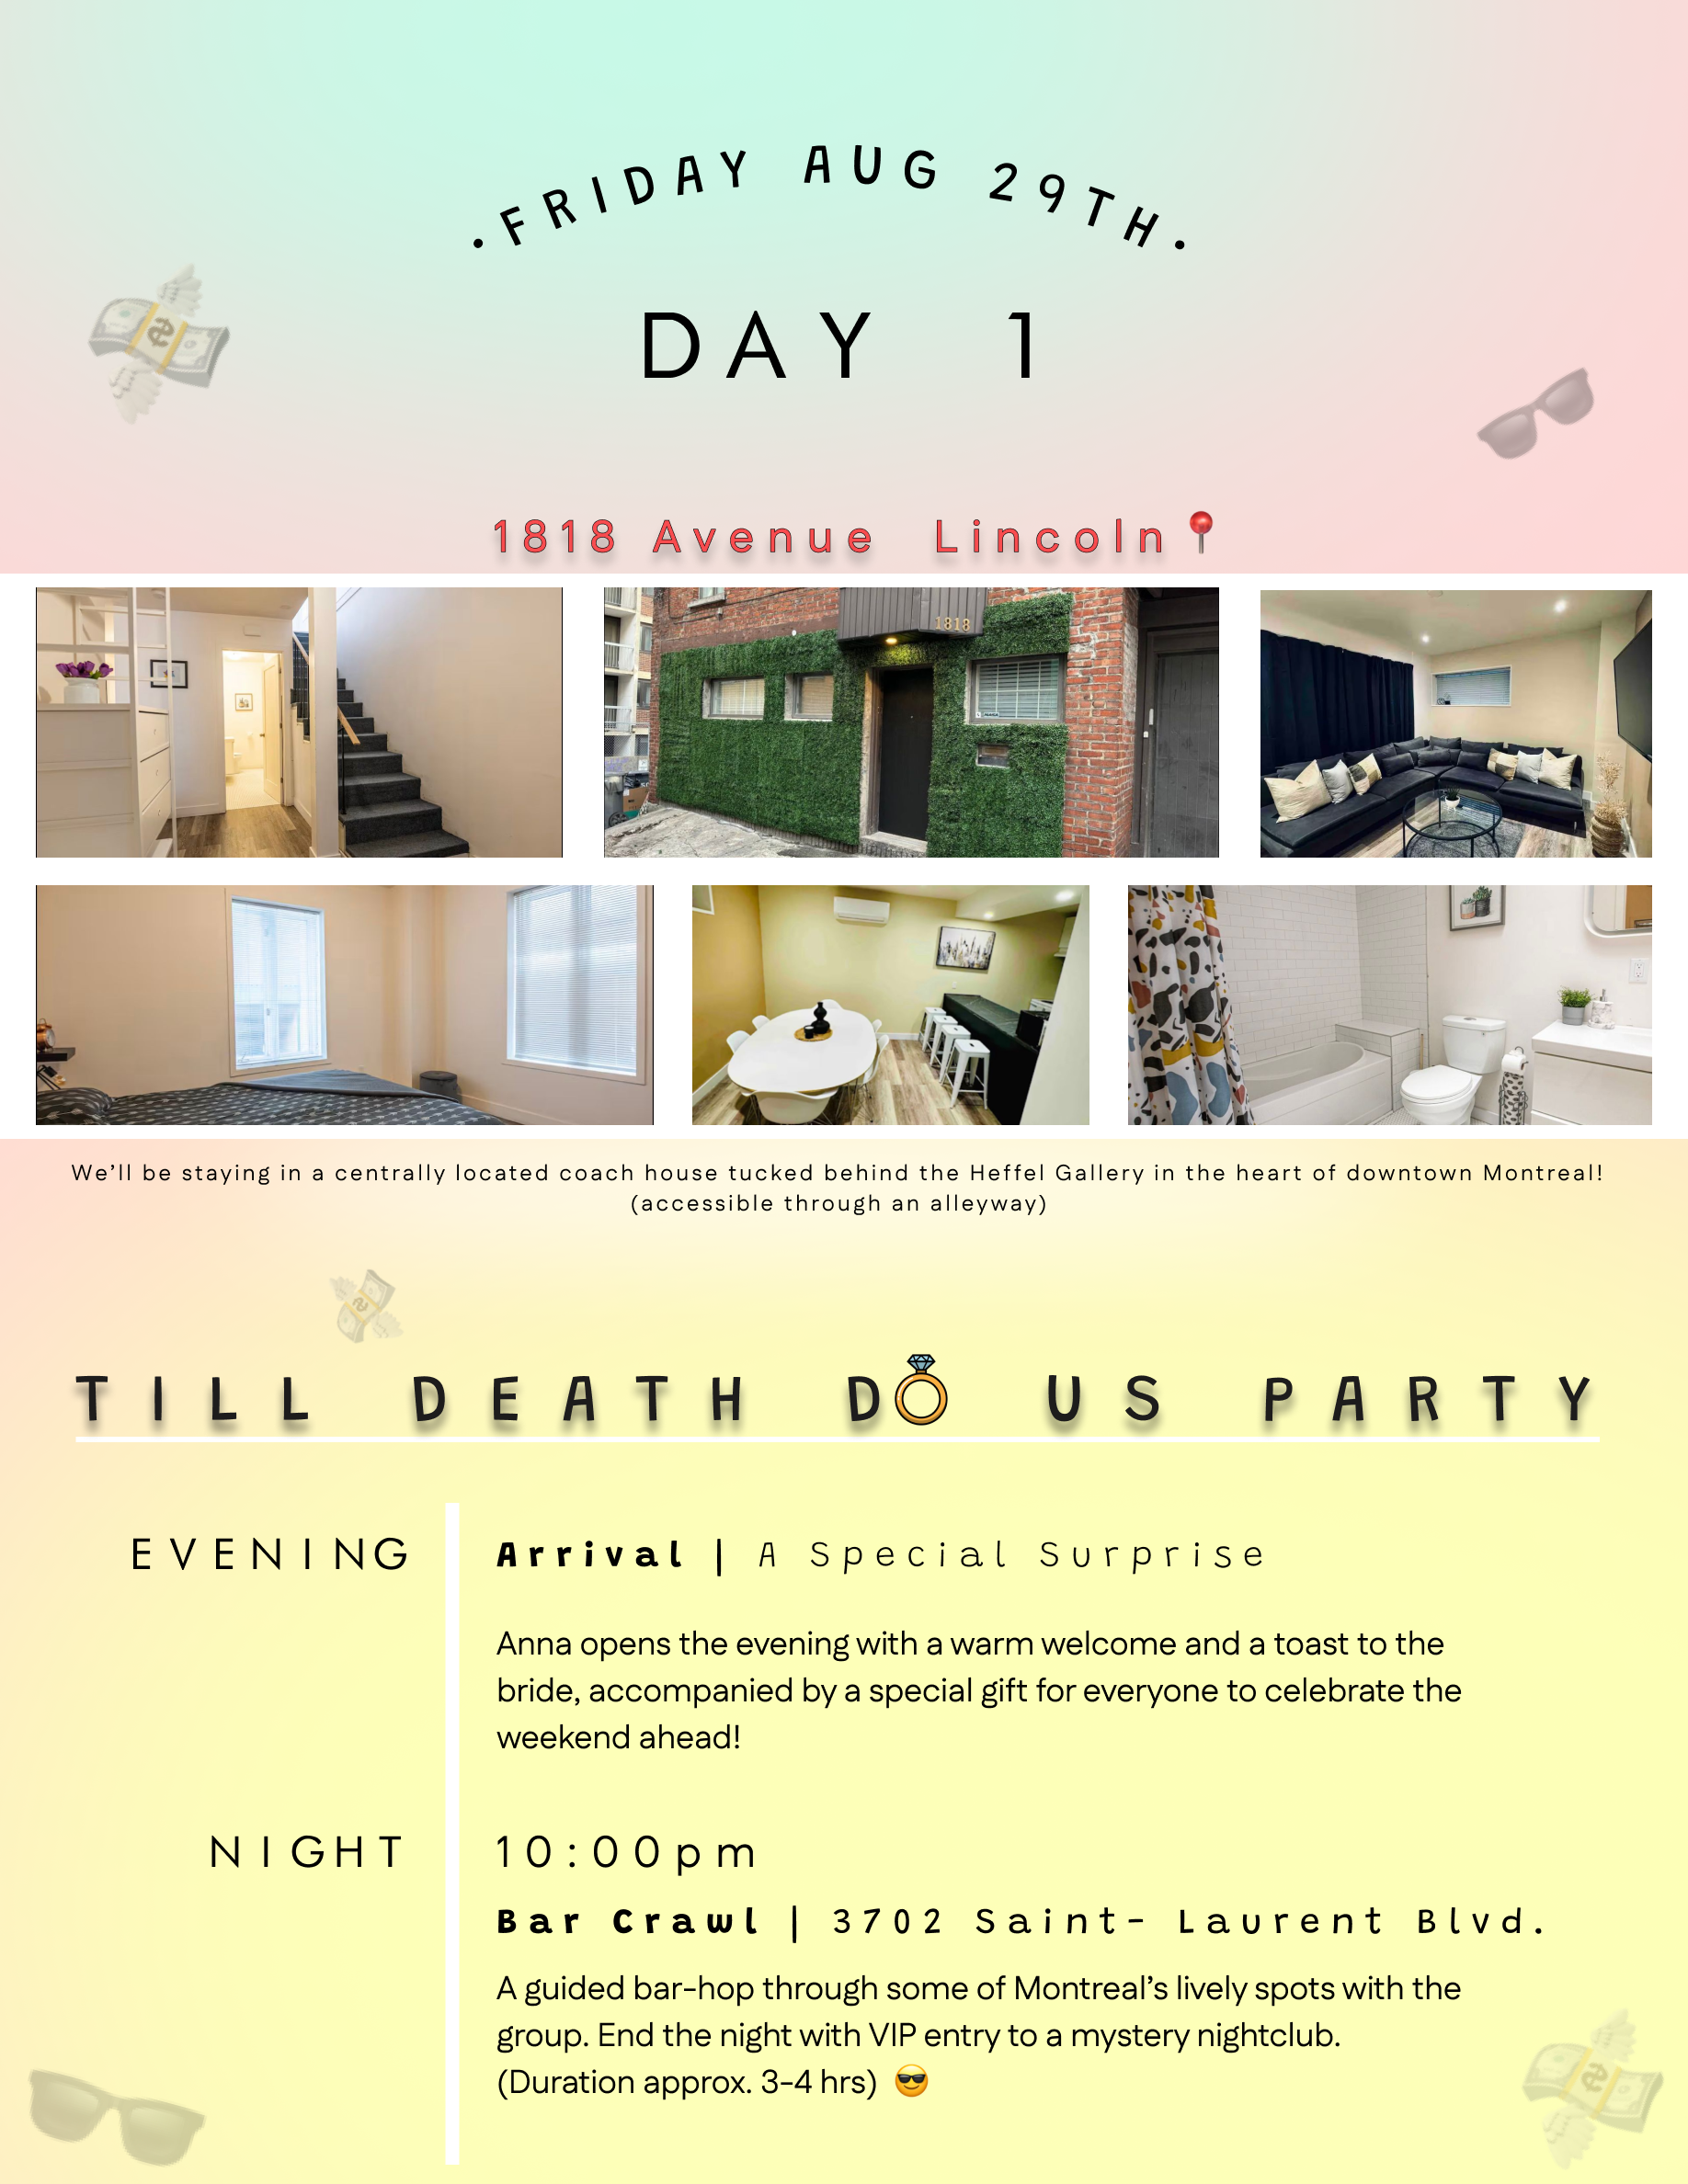 .FRIDAY AUG 29TH.
DAY 1
1818 Avenue Lincoln
1818
We'll be staying in a centrally located coach house tucked behind the Heffel Gallery in the heart of downtown Montreal!
(accessible through an alleyway)
TILL DEATH DO US PARTY
EVENING
Arrival | A Special Surprise
Anna opens the evening with a warm welcome and a toast to the
bride, accompanied by a special gift for everyone to celebrate the
weekend ahead!
NIGHT
10:00pm
Bar Crawl | 3702 Saint- Laurent Blvd.
A guided bar-hop through some of Montreal's lively spots with the
group. End the night with VIP entry to a mystery nightclub.
(Duration approx. 3-4 hrs)